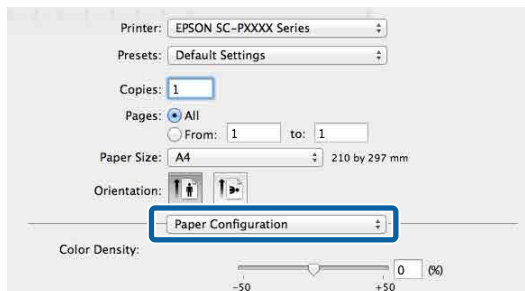 Printer: EPSON SC-PXXXX Series
Presets: Default Settings
Copies: 1
Pages: All
From: 1 to: 1
Paper Size: A4 210 by 297 mm
Orientation:
Paper Configuration
Color Density:
0 (%)
-50 +50